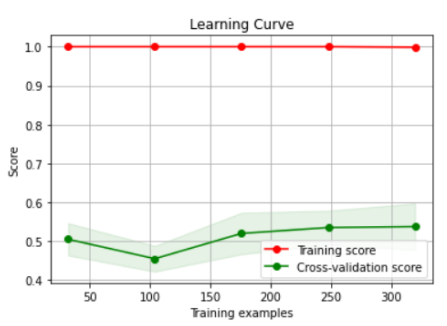 Learning Curve
1.0
0.9
0.8
0.7
0.6
0.5
0.4
Score
50
100
150
200
250
300
Training examples
Training score
Cross-validation score